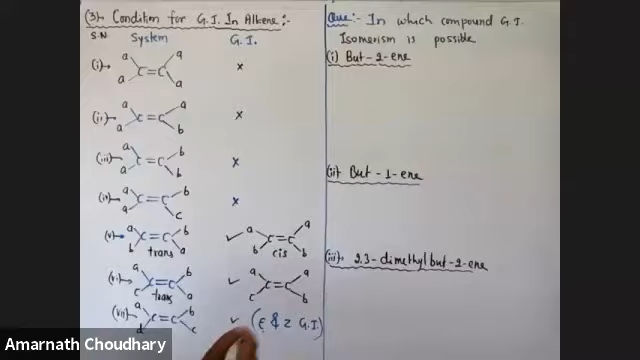 (3)→ Condition for G.I. In Alkene:-
S.N System G.I.
(i)→ a a C=C a a ×
(ii)→ a a C=C a b ×
(iii)→ a a C=C b b ×
(iv)→ a a C=C b c ×
(v)→ a b C=C b a trans ✓ a b C=C a b cis
(vi)→ a c C=C b a trans ✓ a c C=C a b
(vii)→ a d C=C b c ✓ (E & Z G.I)
Que:- In which compound G.I.
Isomerism is possible
(i) But-2-ene
(ii) But-1-ene
(iii)- 2,3-dimethyl but-2-ene
Amarnath Choudhary